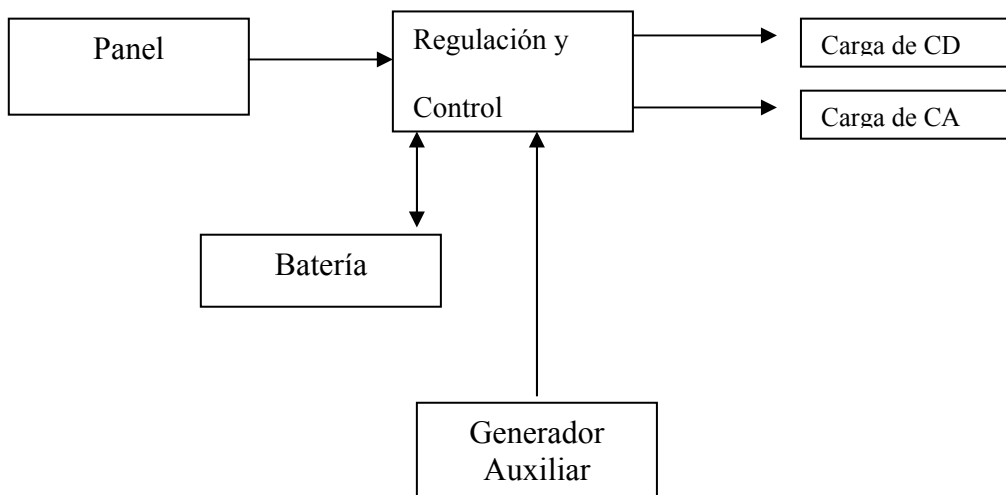 Panel
Regulación y
Control
Carga de CD
Carga de CA
Batería
Generador
Auxiliar